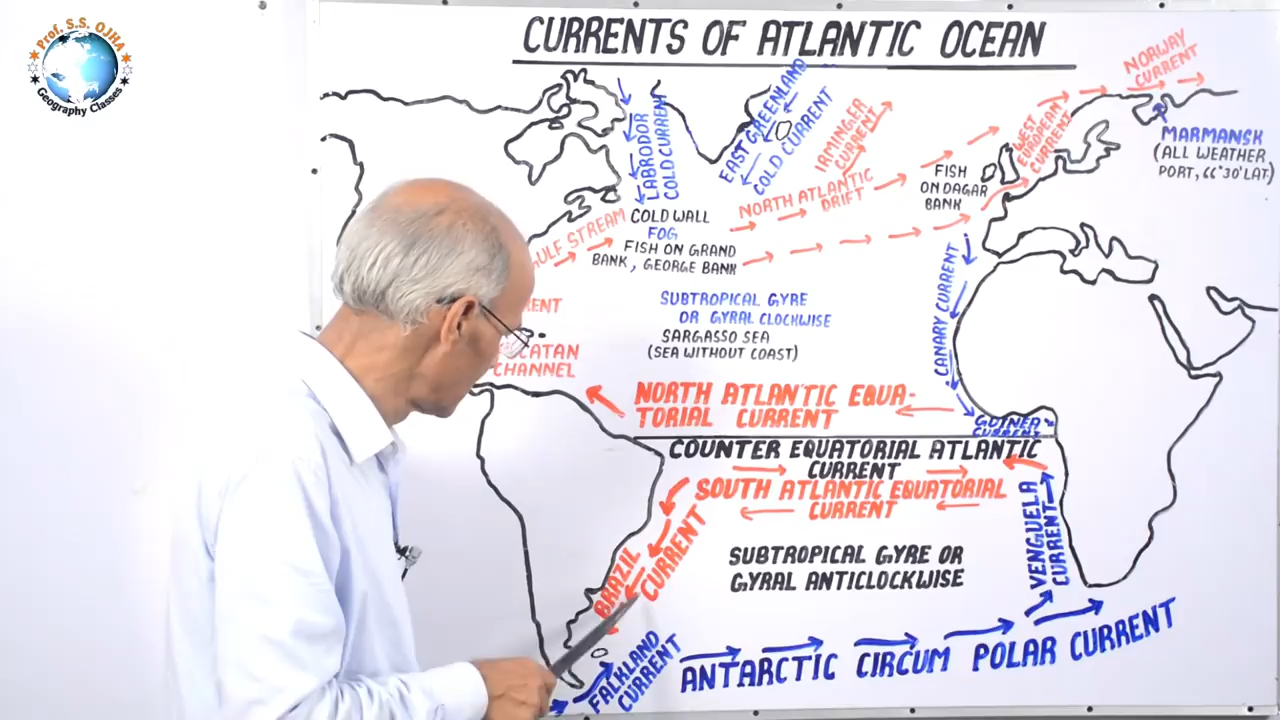 Prof. S.S. OJHA
Geography Classes
CURRENTS OF ATLANTIC OCEAN
NORWAY
CURRENT
LABRODOR
COLD CURRENT
EAST GREENLAND
COLD CURRENT
IRMINGER
CURRENT
WEST
EUROPEAN
CURRENT
MARMANSK
(ALL WEATHER
PORT, 66°30' LAT.)
FISH
ON DAGAR
BANK
NORTH ATLANTIC
DRIFT
GULF STREAM
COLD WALL
FOG
FISH ON GRAND
BANK, GEORGE BANK
CANARY CURRENT
SUBTROPICAL GYRE
OR GYRAL CLOCKWISE
SARGASSO SEA
(SEA WITHOUT COAST)
CHANNEL
NORTH ATLANTIC EQUA-
TORIAL CURRENT
GUINEA
CURRENT
COUNTER EQUATORIAL ATLANTIC
CURRENT
SOUTH ATLANTIC EQUATORIAL
CURRENT
BRAZIL
CURRENT
VENGUELA
CURRENT
SUBTROPICAL GYRE OR
GYRAL ANTICLOCKWISE
FALKLAND
CURRENT
ANTARCTIC CIRCUM POLAR CURRENT